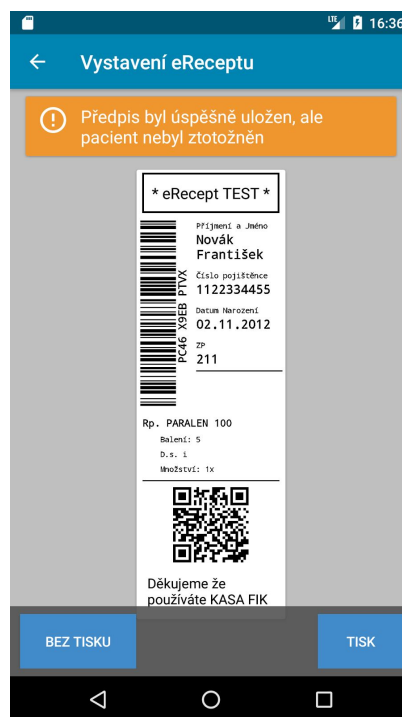 LTE 16:36
Vystavení eReceptu
Předpis byl úspěšně uložen, ale
pacient nebyl ztotožněn
* eRecept TEST *
Příjmení a Jméno
Novák
František
Číslo pojištěnce
1122334455
Datum Narození
02.11.2012
ZP
211
PC46 X9EB PTVX
Rp. PARALEN 100
Balení: 5
D.s. i
Množství: 1x
Děkujeme že
používáte KASA FIK
BEZ TISKU
TISK